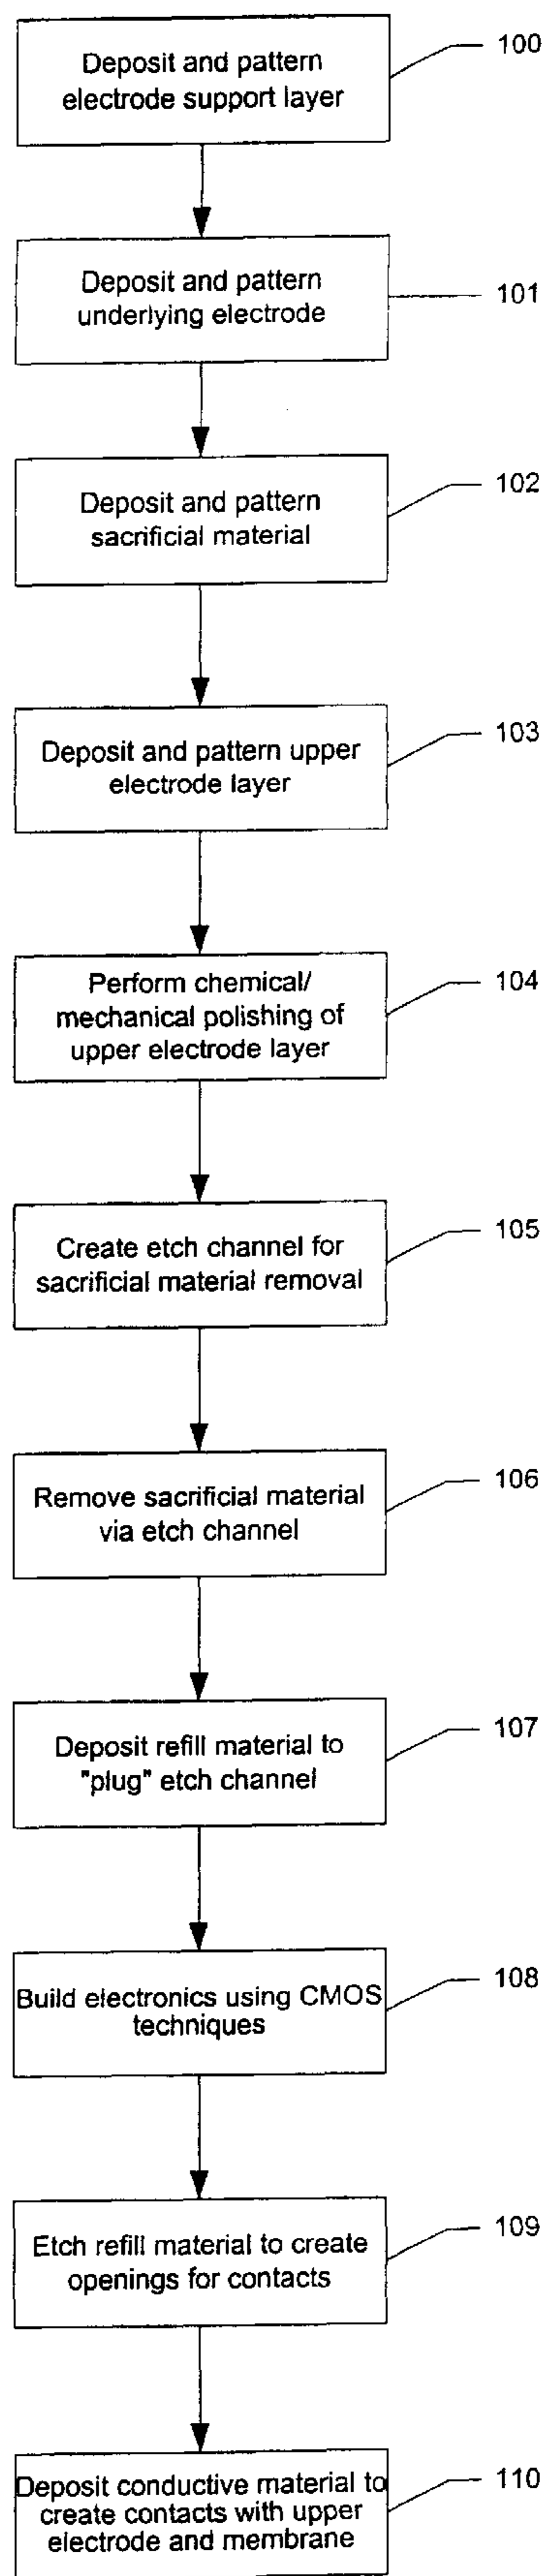 Deposit and pattern
electrode support layer
100
Deposit and pattern
underlying electrode
101
Deposit and pattern
sacrificial material
102
Deposit and pattern upper
electrode layer
103
Perform chemical/
mechanical polishing of
upper electrode layer
104
Create etch channel for
sacrificial material removal
105
Remove sacrificial material
via etch channel
106
Deposit refill material to
"plug" etch channel
107
Build electronics using CMOS
techniques
108
Etch refill material to create
openings for contacts
109
Deposit conductive material to
create contacts with upper
electrode and membrane
110